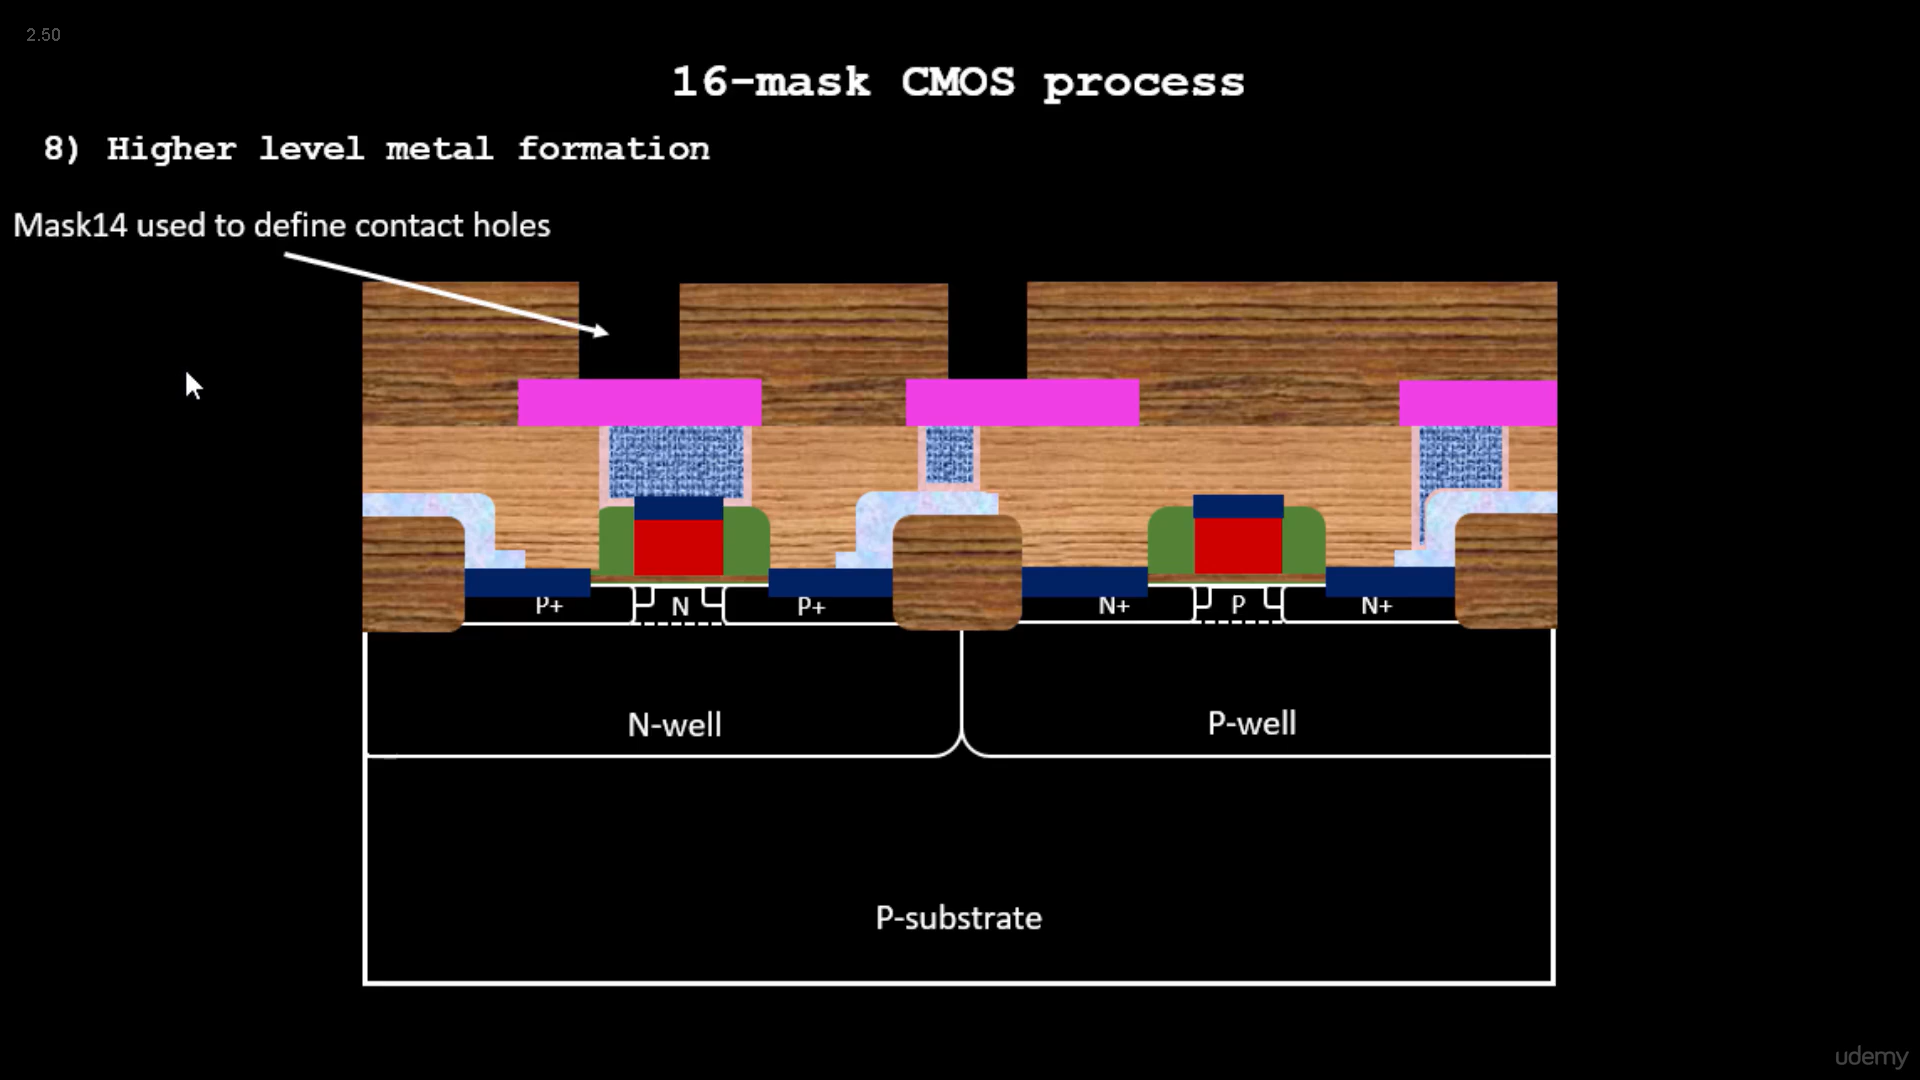 2.50
16-mask CMOS process
8) Higher level metal formation
Mask14 used to define contact holes
P+ N P+ N+ P N+
N-well P-well
P-substrate
udemy